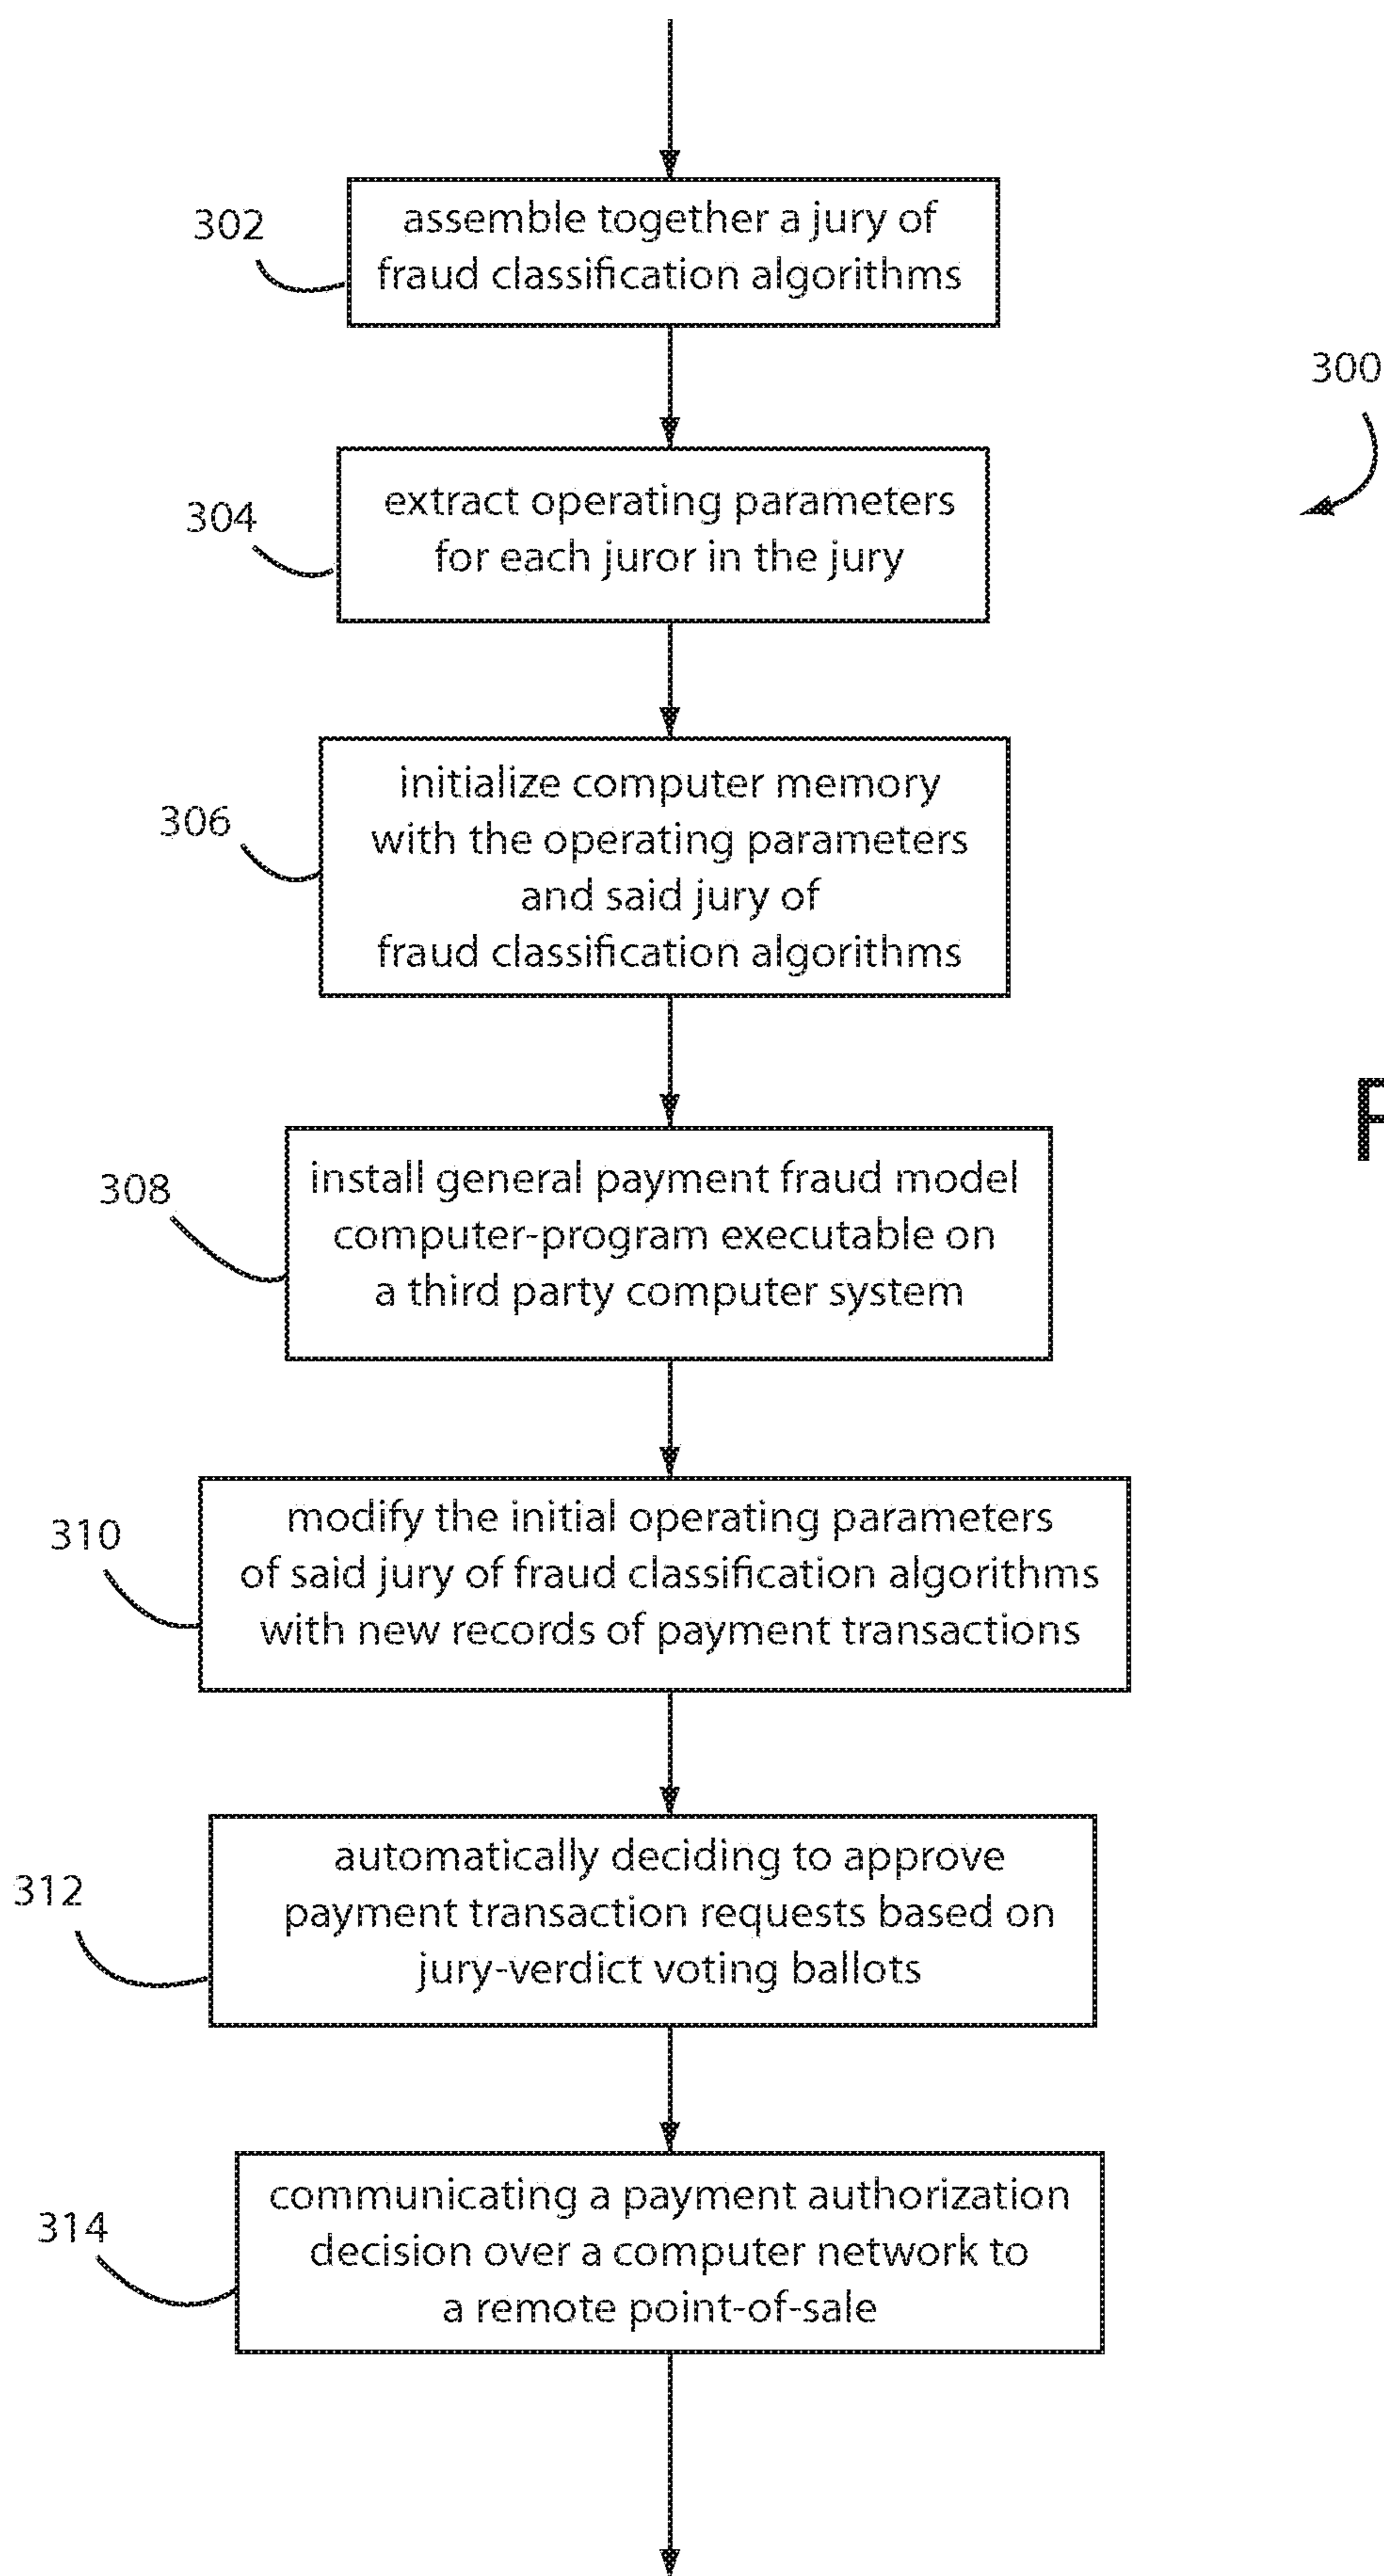 302
assemble together a jury of
fraud classification algorithms
300
304
extract operating parameters
for each juror in the jury
306
initialize computer memory
with the operating parameters
and said jury of
fraud classification algorithms
308
install general payment fraud model
computer-program executable on
a third party computer system
310
modify the initial operating parameters
of said jury of fraud classification algorithms
with new records of payment transactions
312
automatically deciding to approve
payment transaction requests based on
jury-verdict voting ballots
314
communicating a payment authorization
decision over a computer network to
a remote point-of-sale